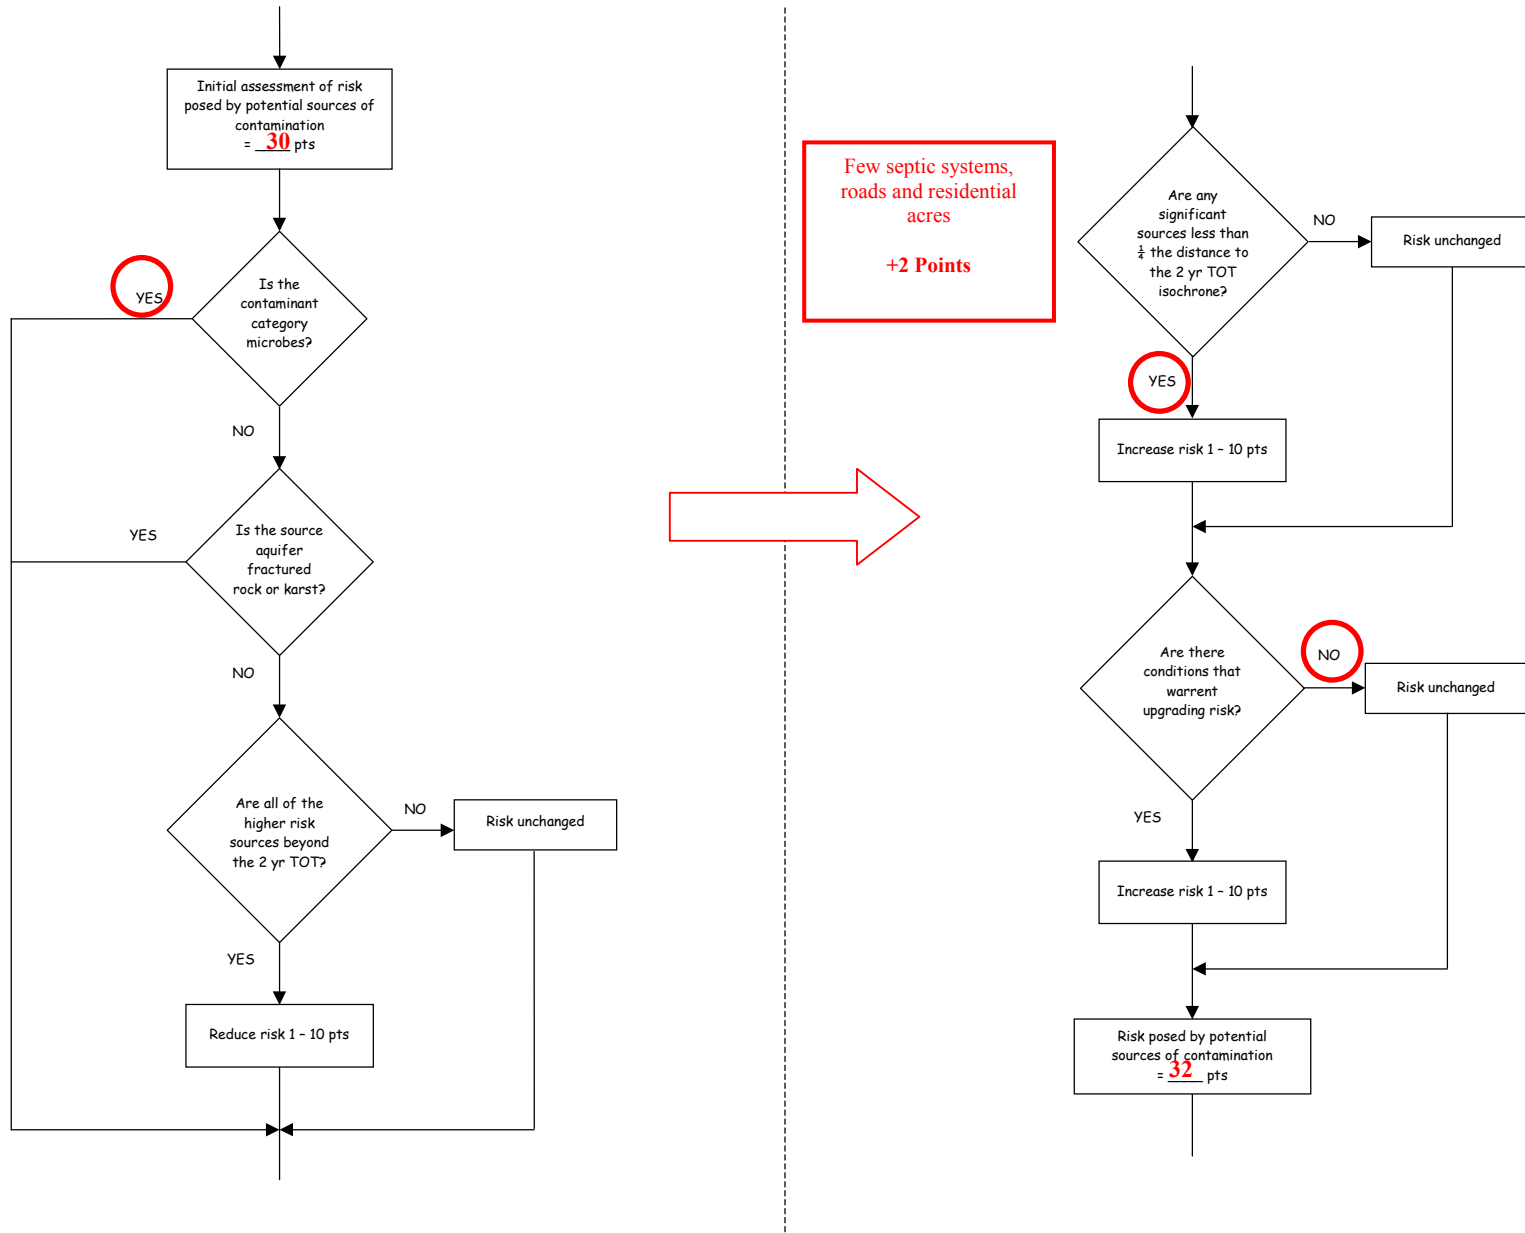 Initial assessment of risk
posed by potential sources of
contamination
= 30 pts
YES
Is the
contaminant
category
microbes?
NO
YES
Is the source
aquifer
fractured
rock or karst?
NO
Are all of the
higher risk
sources beyond
the 2 yr TOT?
NO
Risk unchanged
YES
Reduce risk 1 – 10 pts
Few septic systems,
roads and residential
acres
+2 Points
Are any
significant
sources less than
¼ the distance to
the 2 yr TOT
isochrone?
NO
Risk unchanged
YES
Increase risk 1 – 10 pts
Are there
conditions that
warrent
upgrading risk?
NO
Risk unchanged
YES
Increase risk 1 – 10 pts
Risk posed by potential
sources of contamination
= 32 pts